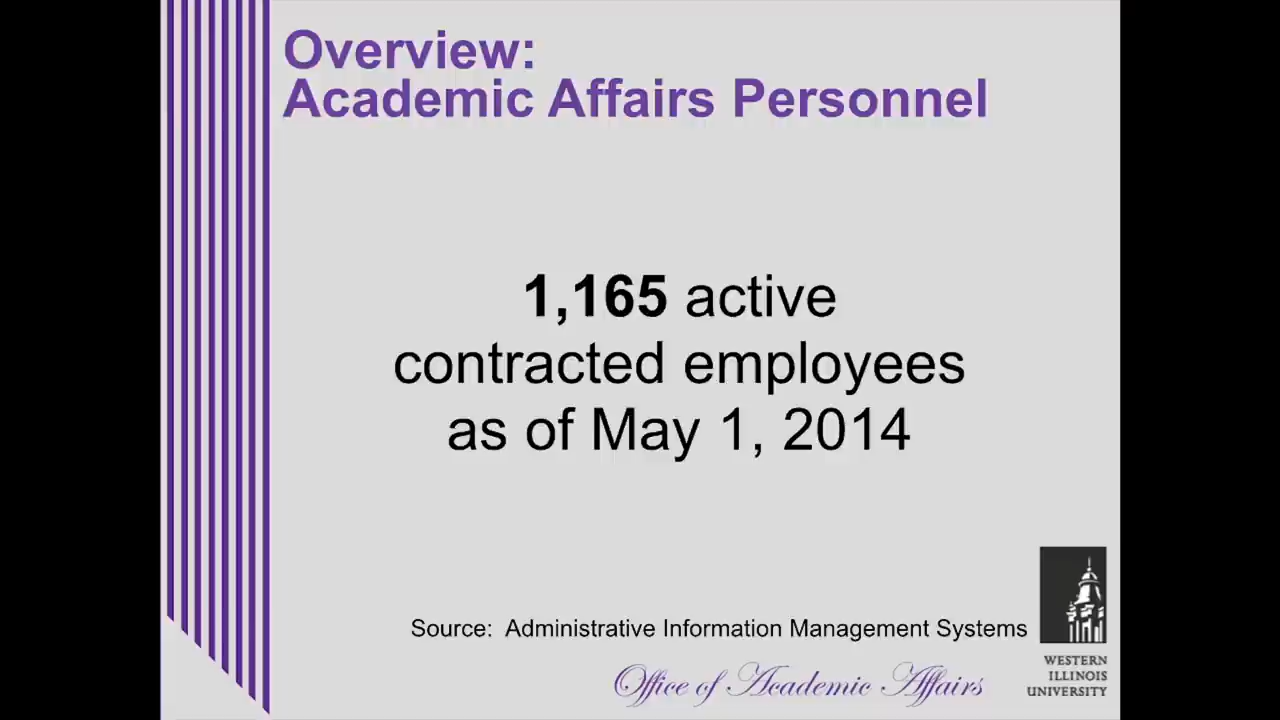 Overview:
Academic Affairs Personnel
1,165 active
contracted employees
as of May 1, 2014
Source: Administrative Information Management Systems
Office of Academic Affairs
WESTERN
ILLINOIS
UNIVERSITY